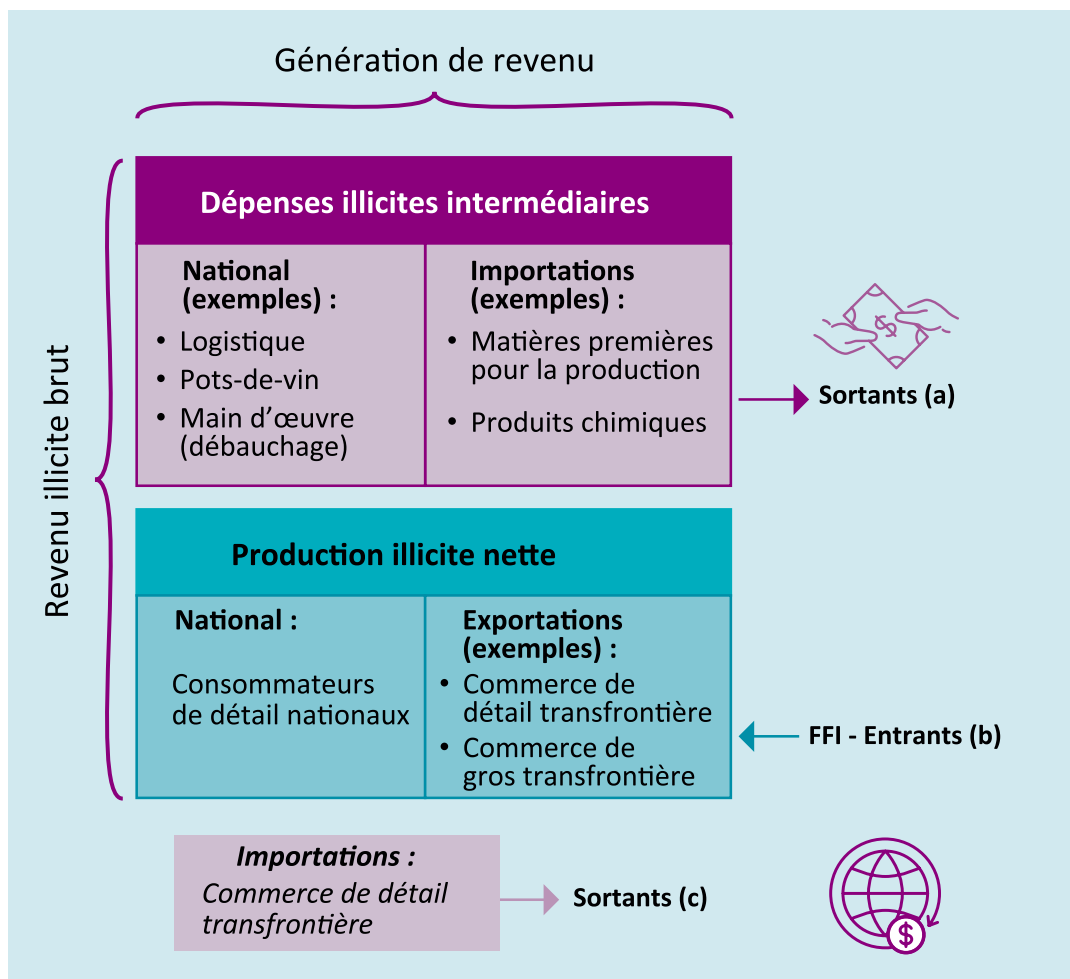 Génération de revenu
Revenu illicite brut
Dépenses illicites intermédiaires
National
(exemples) :
• Logistique
• Pots-de-vin
• Main d’œuvre
(débauchage)
Importations
(exemples) :
• Matières premières
pour la production
• Produits chimiques
$
Sortants (a)
Production illicite nette
National :
Consommateurs
de détail nationaux
Exportations
(exemples) :
• Commerce de
détail transfrontière
• Commerce de
gros transfrontière
FFI - Entrants (b)
Importations :
Commerce de détail
transfrontière
Sortants (c)
$